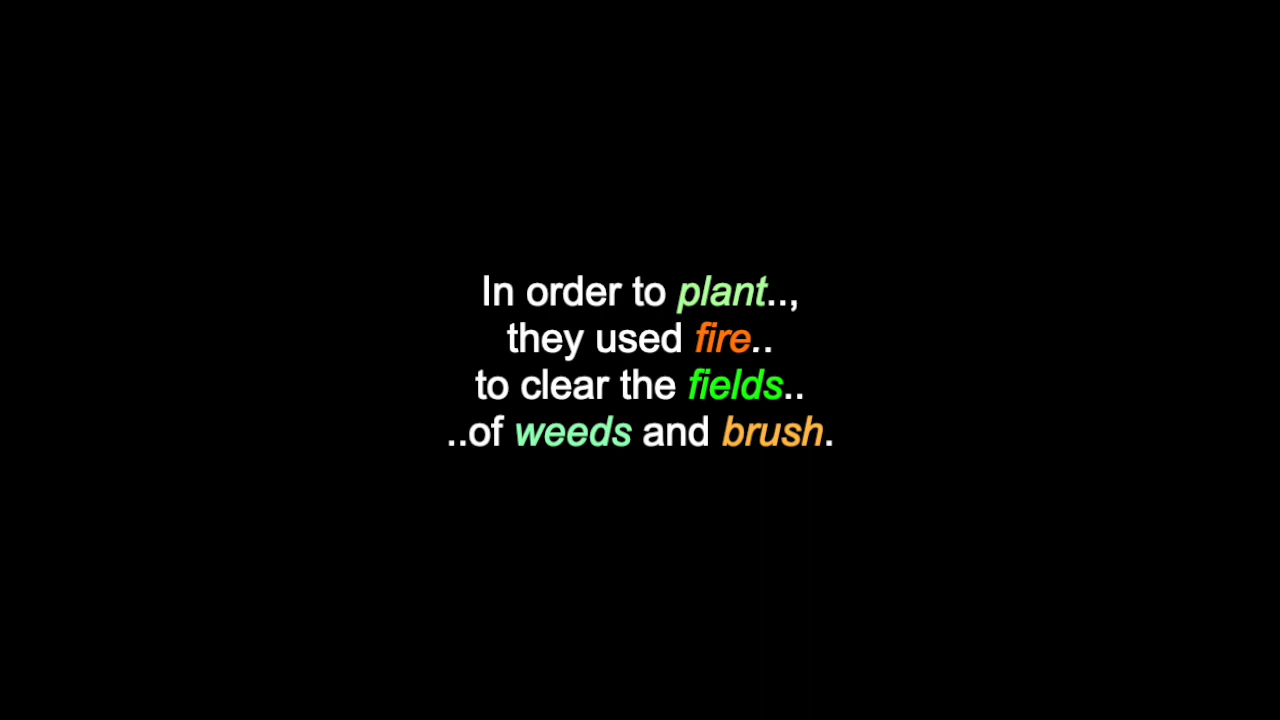 In order to plant..,
they used fire..
to clear the fields..
..of weeds and brush.